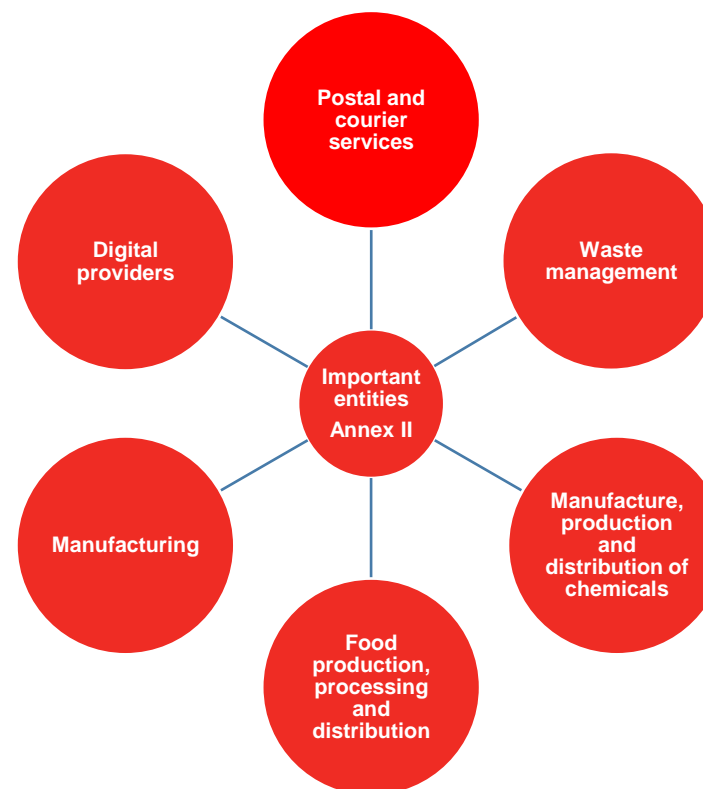 Postal and
courier
services
Digital
providers
Waste
management
Important
entities
Annex II
Manufacturing
Manufacture,
production
and
distribution of
chemicals
Food
production,
processing
and
distribution